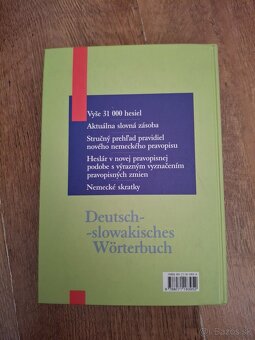 Vyše 31 000 hesiel
Aktuálna slovná zásoba
Stručný prehľad pravidiel
nového nemeckého pravopisu
Heslár v novej pravopisnej
podobe s výrazným vyznačením
pravopisných zmien
Nemecké skratky
Deutsch-
-slowakisches
Wörterbuch